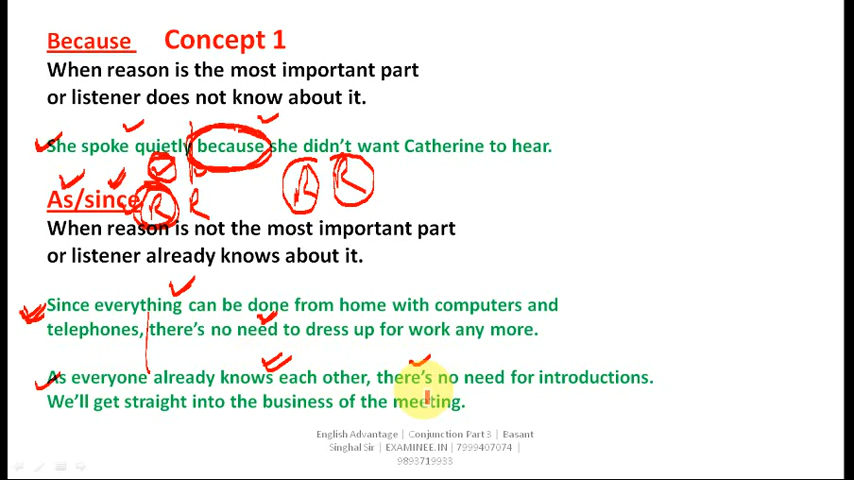 Because Concept 1
When reason is the most important part
or listener does not know about it.
She spoke quietly because she didn't want Catherine to hear.
R R R
As/since R R
When reason is not the most important part
or listener already knows about it.
Since everything can be done from home with computers and
telephones, there's no need to dress up for work any more.
As everyone already knows each other, there's no need for introductions.
We'll get straight into the business of the meeting.
English Advantage | Conjunction Part 3 | Basant
Singhal Sir | EXAMINEE.IN | 7999407074 |
9893719933